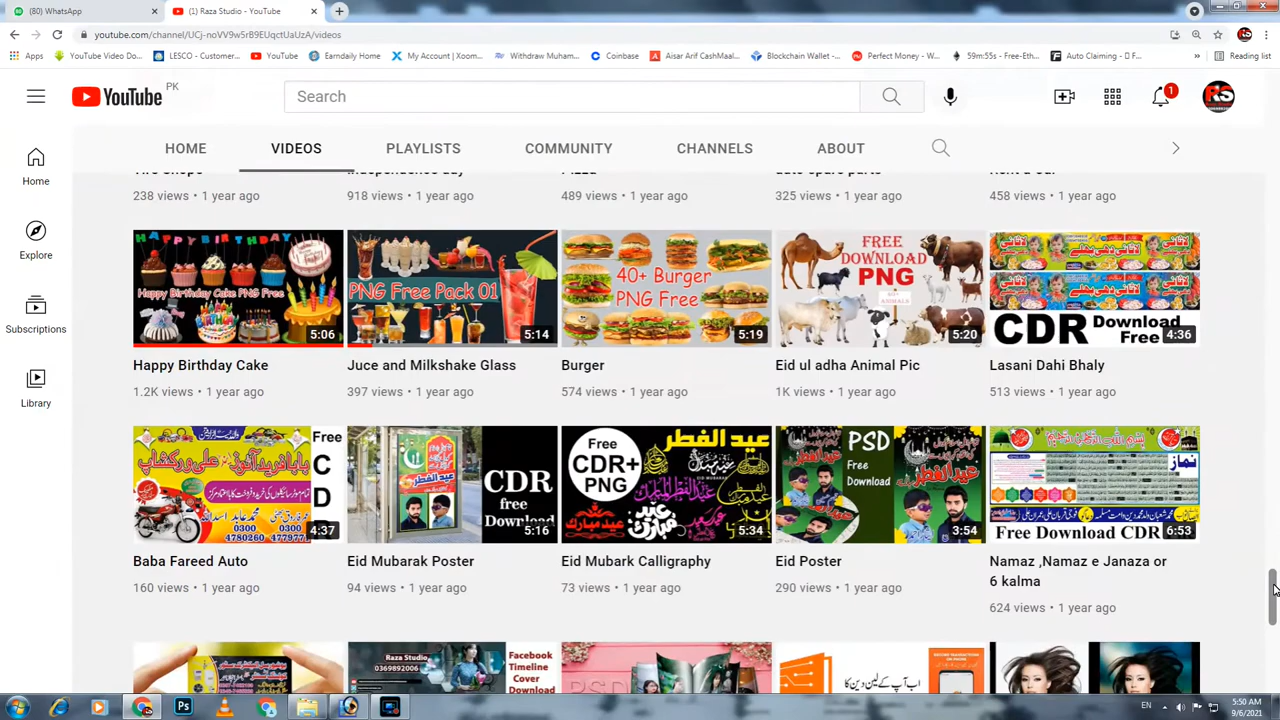 (80) WhatsApp
(1) Raza Studio - YouTube
youtube.com/channel/UCj-noVV9w5rB9EUqctUaUzA/videos
Apps
YouTube Video Do...
LESCO - Customer...
YouTube
Earndaily Home
My Account | Xoom...
Withdraw Muham...
Coinbase
Aisar Arif CashMaal...
Blockchain Wallet -...
Perfect Money - W...
59m:55s - Free-Eth...
Auto Claiming - 
Reading list
YouTube PK
Search
1
RS
HOME
VIDEOS
PLAYLISTS
COMMUNITY
CHANNELS
ABOUT
Home
Explore
Subscriptions
Library
238 views • 1 year ago
918 views • 1 year ago
489 views • 1 year ago
325 views • 1 year ago
458 views • 1 year ago
HAPPY BIRTHDAY
Happy Birthday Cake PNG Free
5:06
PNG Free Pack 01
5:14
40+ Burger
PNG Free
5:19
FREE
DOWNLOAD
PNG
5:20
CDR Download
Free
4:36
Happy Birthday Cake
Juce and Milkshake Glass
Burger
Eid ul adha Animal Pic
Lasani Dahi Bhaly
1.2K views • 1 year ago
397 views • 1 year ago
574 views • 1 year ago
1K views • 1 year ago
513 views • 1 year ago
Free
C
D
4:37
CDR
free
Download
5:16
Free
CDR+
PNG
عید الفطر
5:34
PSD
Free
Download
3:54
نماز
Free Download CDR
6:53
Baba Fareed Auto
Eid Mubarak Poster
Eid Mubark Calligraphy
Eid Poster
Namaz ,Namaz e Janaza or
6 kalma
160 views • 1 year ago
94 views • 1 year ago
73 views • 1 year ago
290 views • 1 year ago
624 views • 1 year ago
Raza Studio
Facebook
Timeline
Cover
Download
EN
5:50 AM
9/6/2021